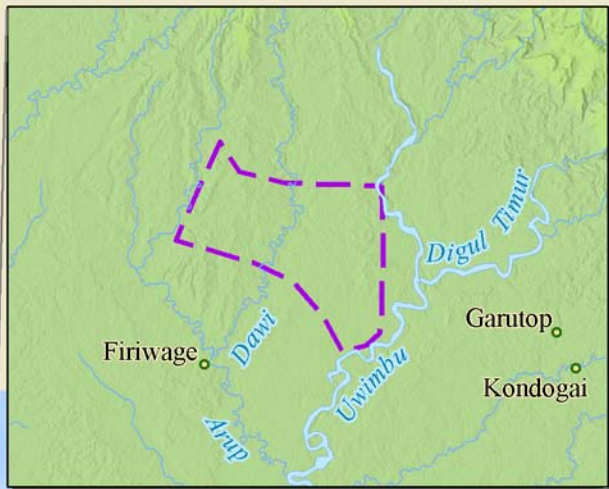 Digul Timur
Garutop
Firiwage
Dawi
Uwimbu
Kondogai
Arup